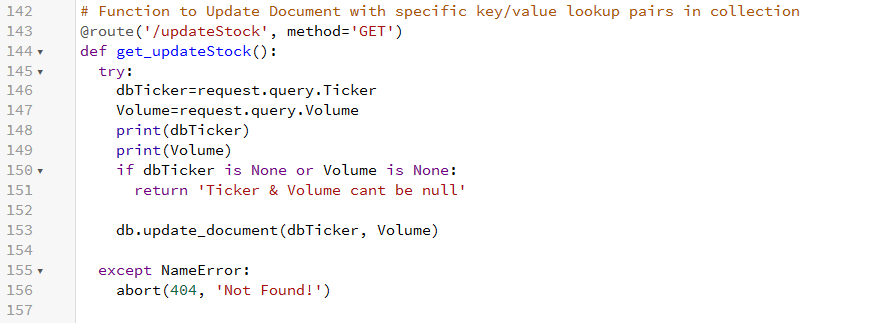 142 # Function to Update Document with specific key/value lookup pairs in collection
143 @route('/updateStock', method='GET')
144 def get_updateStock():
145   try:
146     dbTicker=request.query.Ticker
147     Volume=request.query.Volume
148     print(dbTicker)
149     print(Volume)
150     if dbTicker is None or Volume is None:
151       return 'Ticker & Volume cant be null'
152
153     db.update_document(dbTicker, Volume)
154
155   except NameError:
156     abort(404, 'Not Found!')
157